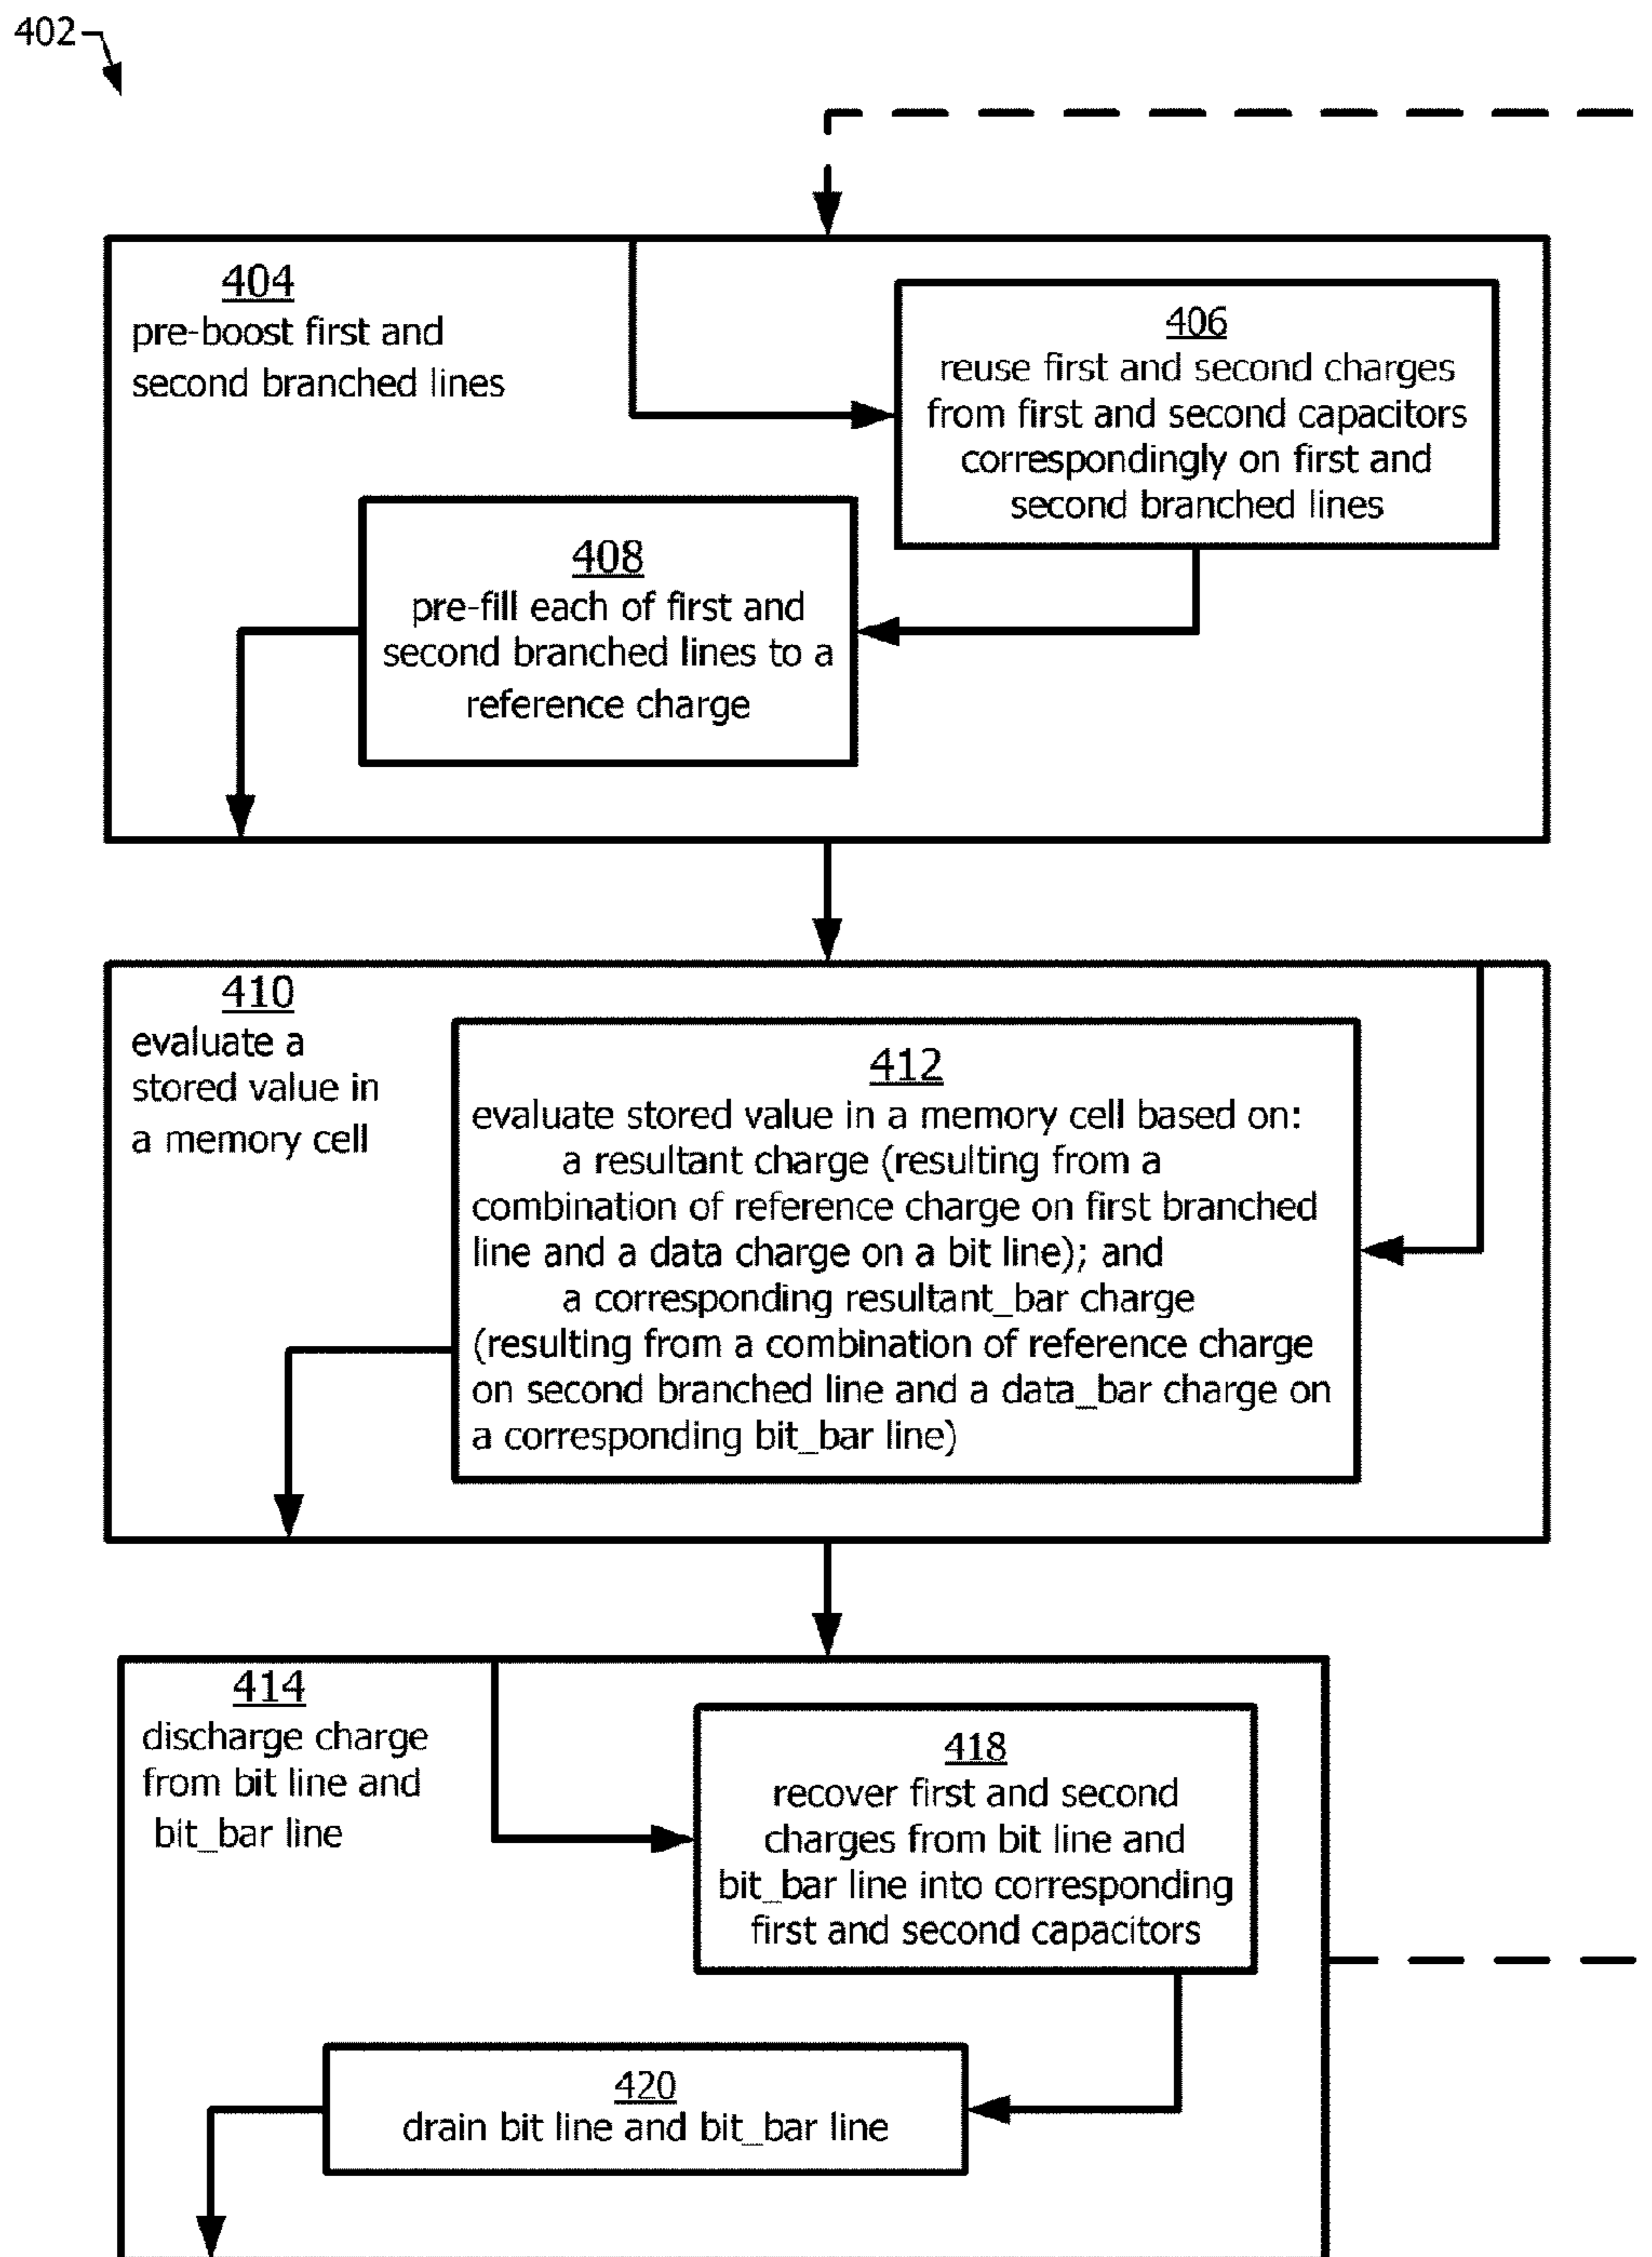 402
404
pre-boost first and
second branched lines
406
reuse first and second charges
from first and second capacitors
correspondingly on first and
second branched lines
408
pre-fill each of first and
second branched lines to a
reference charge
410
evaluate a
stored value in
a memory cell
412
evaluate stored value in a memory cell based on:
a resultant charge (resulting from a
combination of reference charge on first branched
line and a data charge on a bit line); and
a corresponding resultant_bar charge
(resulting from a combination of reference charge
on second branched line and a data_bar charge on
a corresponding bit_bar line)
414
discharge charge
from bit line and
bit_bar line
418
recover first and second
charges from bit line and
bit_bar line into corresponding
first and second capacitors
420
drain bit line and bit_bar line